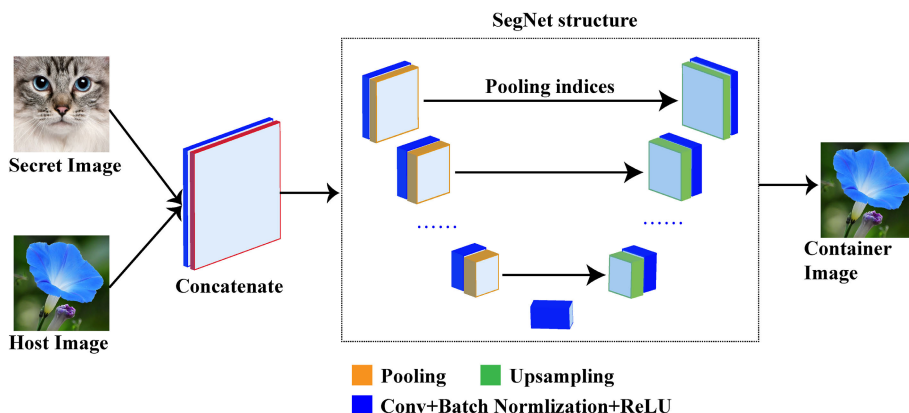 SegNet structure
Pooling indices
Secret Image
......
......
Concatenate
Container
Image
Host Image
Pooling
Upsampling
Conv+Batch Normlization+ReLU